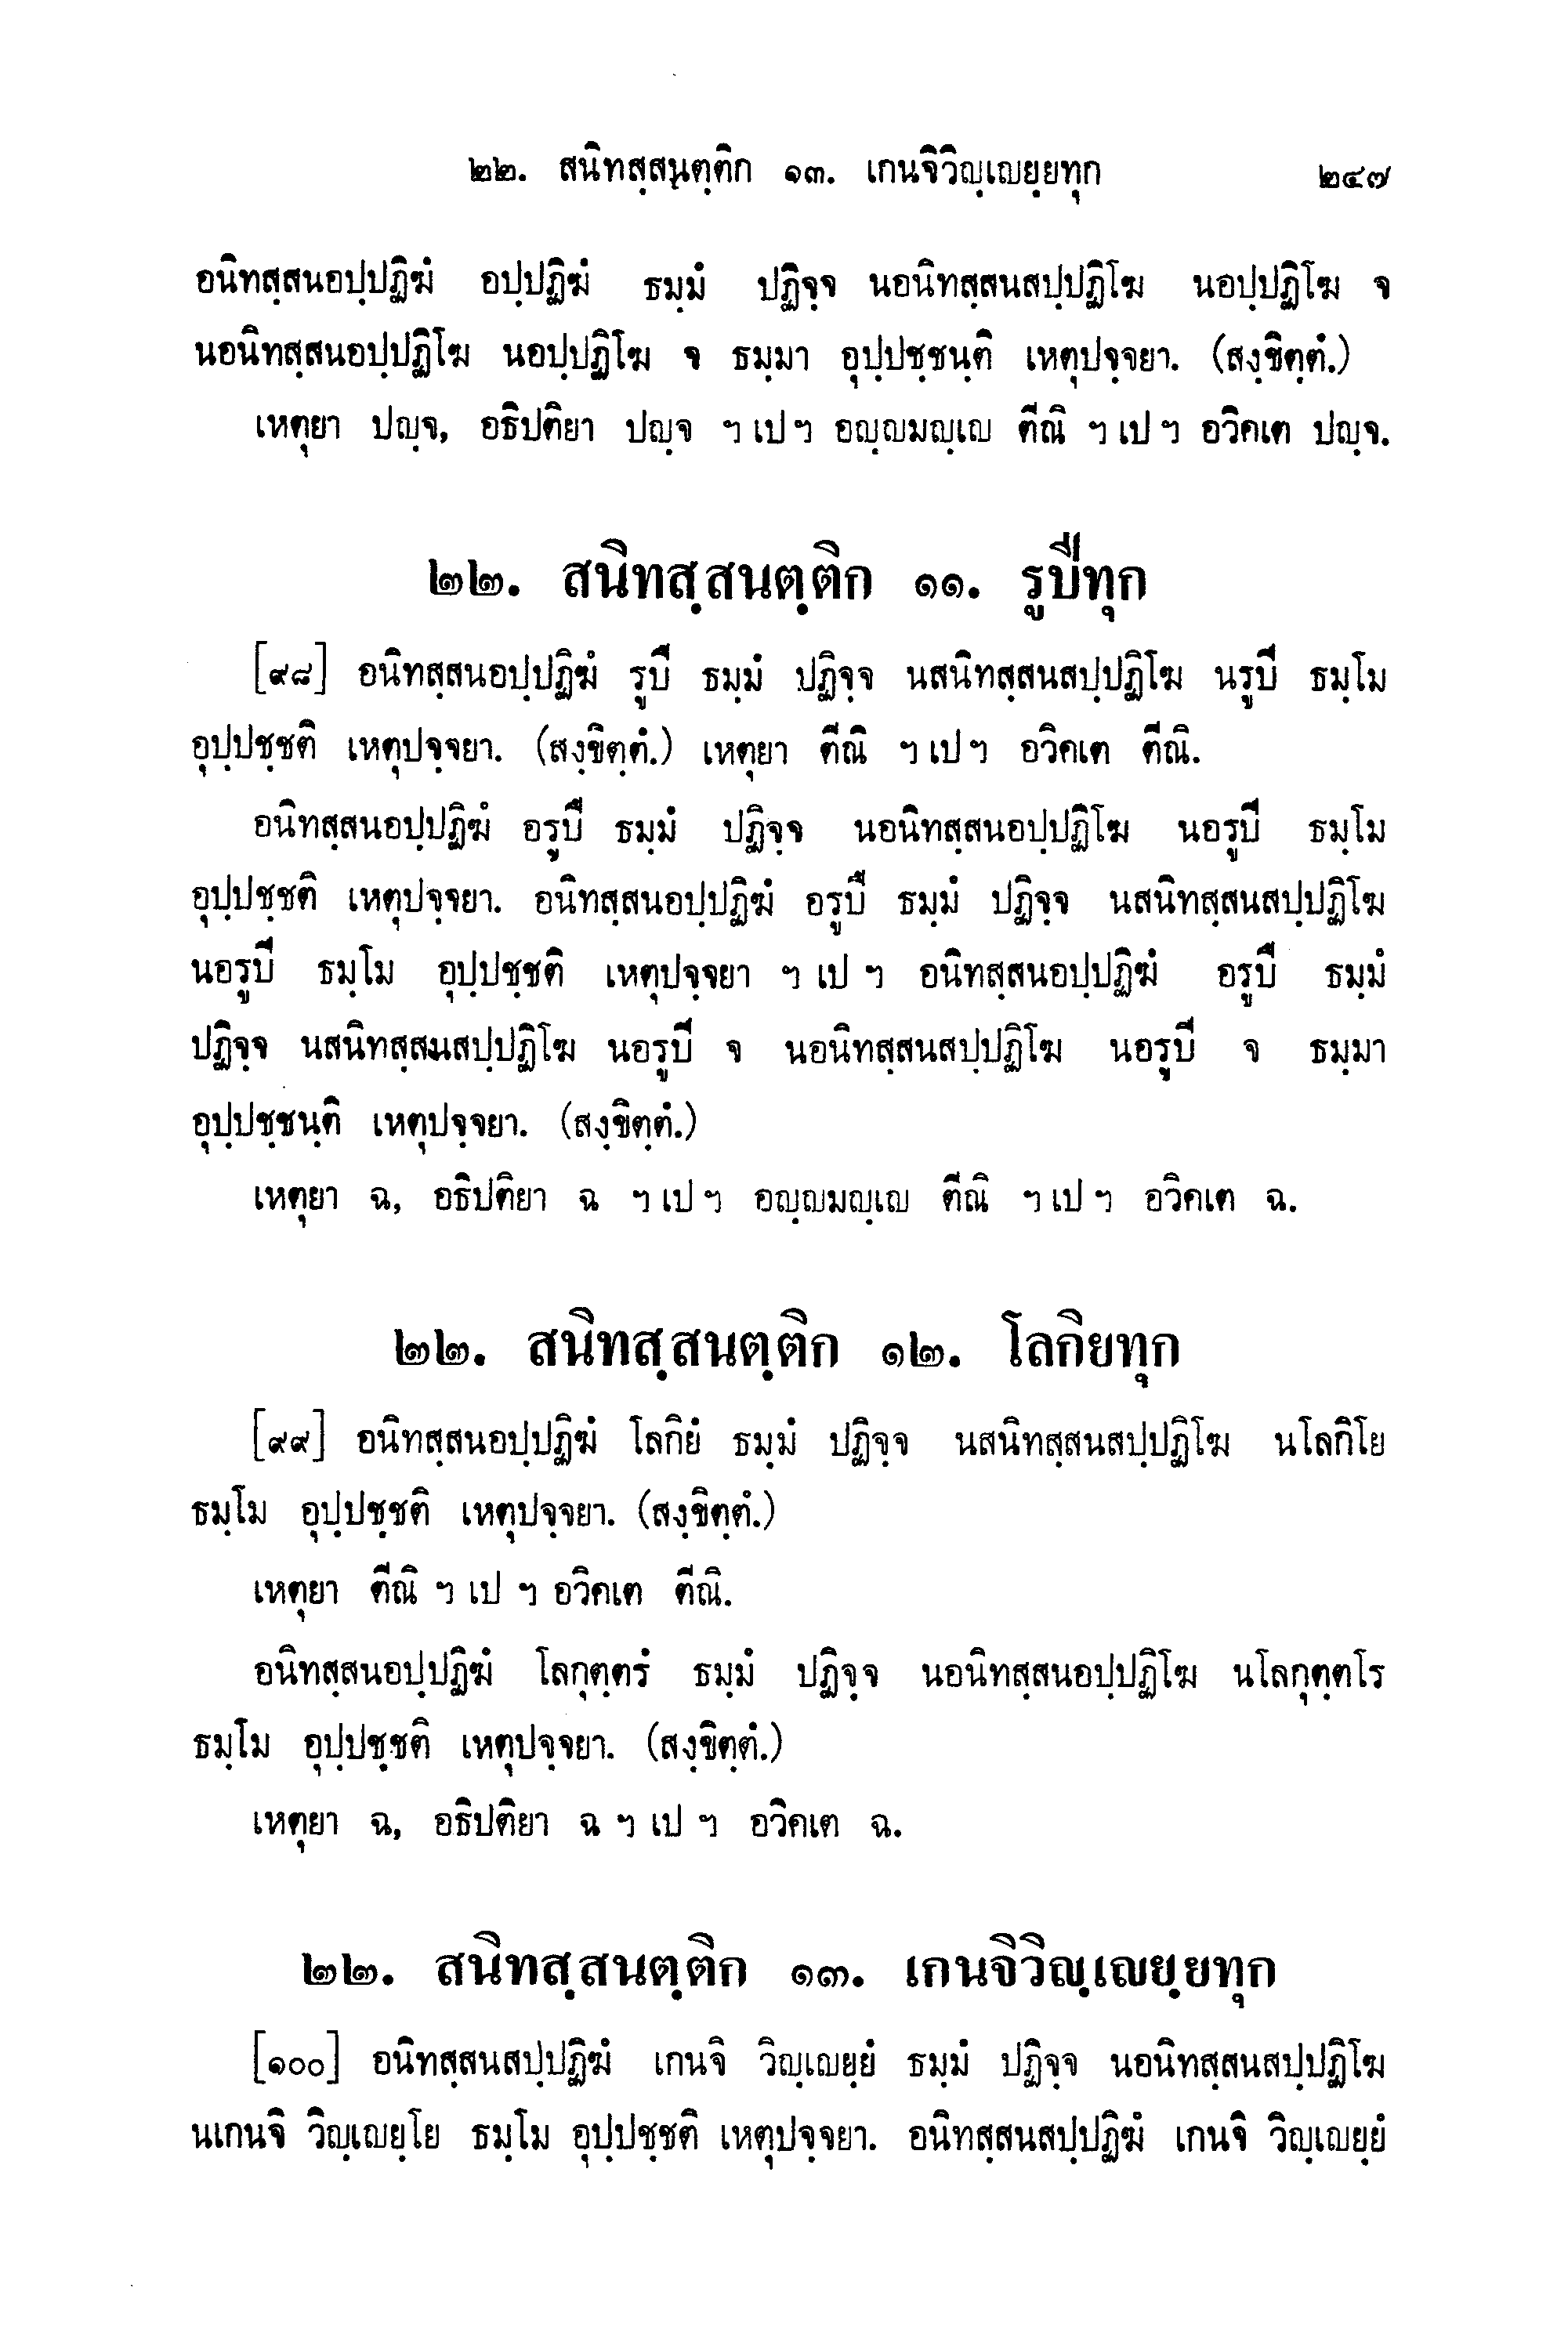 ๒๒. สนิทสฺสนตฺติก ๑๓. เกนจิวิญฺเญยฺยทุก ๒๔๗
อนิทสฺสนอปฺปฏิฆํ อปฺปฏิฆํ ธมฺมํ ปฏิจฺจ นอนิทสฺสนสปฺปฏิโฆ นอปฺปฏิโฆ จ
นอนิทสฺสนอปฺปฏิโฆ นอปฺปฏิโฆ จ ธมฺมา อุปฺปชฺชนฺติ เหตุปจฺจยา. (สงฺขิตฺตํ.)
เหตุยา ปญฺจ, อธิปติยา ปญฺจ ฯ เป ฯ อญฺญมญฺเญ ตีณิ ฯ เป ฯ อวิคเต ปญฺจ.
๒๒. สนิทสฺสนตฺติก ๑๑. รูปีทุก
[๙๘] อนิทสฺสนอปฺปฏิฆํ รูปึ ธมฺมํ ปฏิจฺจ นสนิทสฺสนสปฺปฏิโฆ นรูปี ธมฺโม
อุปฺปชฺชติ เหตุปจฺจยา. (สงฺขิตฺตํ.) เหตุยา ตีณิ ฯ เป ฯ อวิคเต ตีณิ.
อนิทสฺสนอปฺปฏิฆํ อรูปึ ธมฺมํ ปฏิจฺจ นอนิทสฺสนอปฺปฏิโฆ นอรูปี ธมฺโม
อุปฺปชฺชติ เหตุปจฺจยา. อนิทสฺสนอปฺปฏิฆํ อรูปึ ธมฺมํ ปฏิจฺจ นสนิทสฺสนสปฺปฏิโฆ
นอรูปี ธมฺโม อุปฺปชฺชติ เหตุปจฺจยา ฯ เป ฯ อนิทสฺสนอปฺปฏิฆํ อรูปึ ธมฺมํ
ปฏิจฺจ นสนิทสฺสนสปฺปฏิโฆ นอรูปี จ นอนิทสฺสนสปฺปฏิโฆ นอรูปี จ ธมฺมา
อุปฺปชฺชนฺติ เหตุปจฺจยา. (สงฺขิตฺตํ.)
เหตุยา ฉ, อธิปติยา ฉ ฯ เป ฯ อญฺญมญฺเญ ตีณิ ฯ เป ฯ อวิคเต ฉ.
๒๒. สนิทสฺสนตฺติก ๑๒. โลกิยทุก
[๙๙] อนิทสฺสนอปฺปฏิฆํ โลกิยํ ธมฺมํ ปฏิจฺจ นสนิทสฺสนสปฺปฏิโฆ นโลกิโย
ธมฺโม อุปฺปชฺชติ เหตุปจฺจยา. (สงฺขิตฺตํ.)
เหตุยา ตีณิ ฯ เป ฯ อวิคเต ตีณิ.
อนิทสฺสนอปฺปฏิฆํ โลกุตฺตรํ ธมฺมํ ปฏิจฺจ นอนิทสฺสนอปฺปฏิโฆ นโลกุตฺตโร
ธมฺโม อุปฺปชฺชติ เหตุปจฺจยา. (สงฺขิตฺตํ.)
เหตุยา ฉ, อธิปติยา ฉ ฯ เป ฯ อวิคเต ฉ.
๒๒. สนิทสฺสนตฺติก ๑๓. เกนจิวิญฺเญยฺยทุก
[๑๐๐] อนิทสฺสนสปฺปฏิฆํ เกนจิ วิญฺเญยฺยํ ธมฺมํ ปฏิจฺจ นอนิทสฺสนสปฺปฏิโฆ
นเกนจิ วิญฺเญยฺโย ธมฺโม อุปฺปชฺชติ เหตุปจฺจยา. อนิทสฺสนสปฺปฏิฆํ เกนจิ วิญฺเญยฺยํ